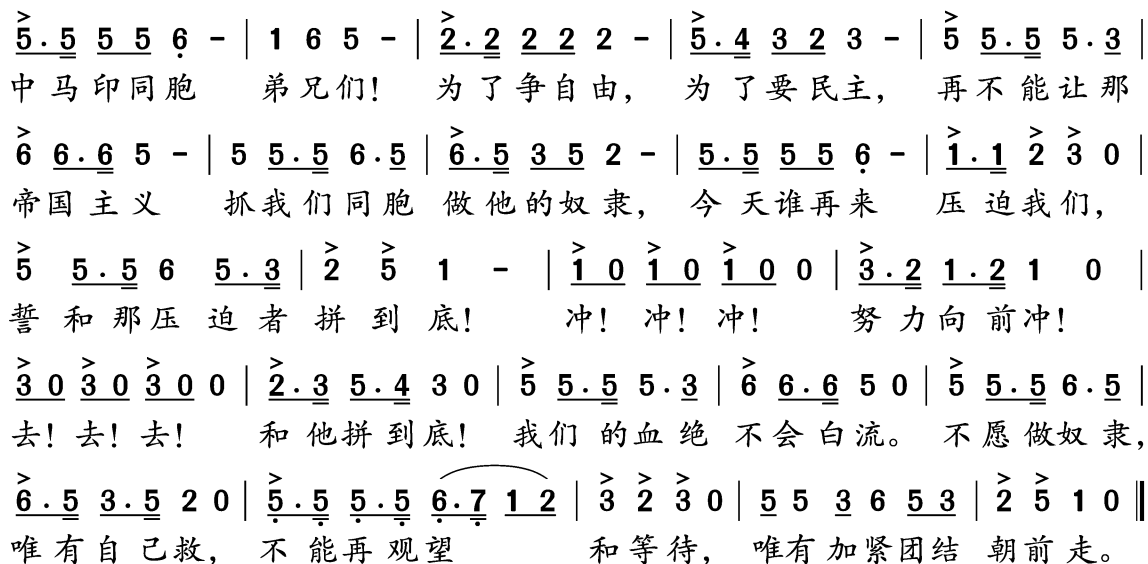 5．5 5 5 6 － | 1 6 5 － | 2．2 2 2 2 － | 5．4 3 2 3 － | 5 5．5 5．3 |
中马印同胞 弟兄们！ 为了争自由， 为了要民主， 再不能让那
6 6．6 5 － | 5 5．5 6．5 | 6．5 3 5 2 － | 5．5 5 5 6 － | 1．1 2 3 0 |
帝国主义 抓我们同胞 做他的奴隶， 今天谁再来 压迫我们，
5 5．5 6 5．3 | 2 5 1 － | 1 0 1 0 1 0 0 | 3．2 1．2 1 0 |
誓和那压迫者拼到底！ 冲！冲！冲！ 努力向前冲！
3 0 3 0 3 0 0 | 2．3 5．4 3 0 | 5 5．5 5．3 | 6 6．6 5 0 | 5 5．5 6．5 |
去！去！去！ 和他拼到底！ 我们的血绝 不会白流。 不愿做奴隶，
6．5 3．5 2 0 | 5．5 5．5 6．7 1 2 | 3 2 3 0 | 5 5 3 6 5 3 | 2 5 1 0 ‖
唯有自己救， 不能再观望 和等待， 唯有加紧团结 朝前走。